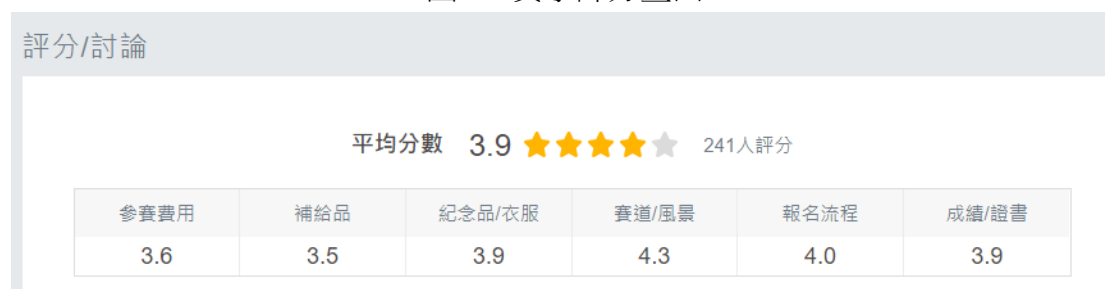 評分/討論
平均分數 3.9 241人評分
參賽費用 補給品 紀念品/衣服 賽道/風景 報名流程 成績/證書
3.6 3.5 3.9 4.3 4.0 3.9